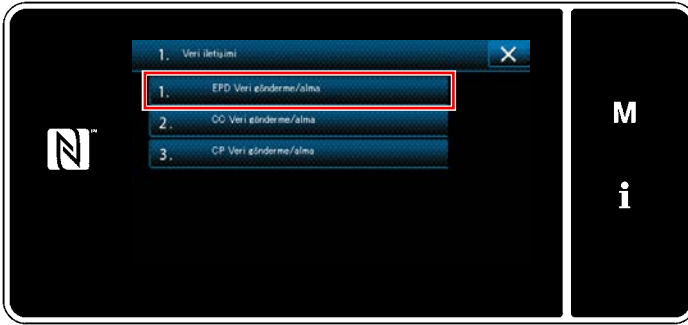 1. Veri iletişimi
1. EPD Veri gönderme/alma
2. CC Veri gönderme/alma
3. CP Veri gönderme/alma
M
i